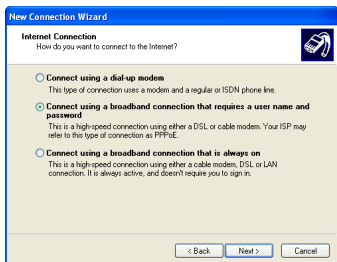 New Connection Wizard
Internet Connection
How do you want to connect to the Internet?
Connect using a dial-up modem
This type of connection uses a modem and a regular or ISDN phone line.
Connect using a broadband connection that requires a user name and
password
This is a high-speed connection using either a DSL or cable modem. Your ISP may
refer to this type of connection as PPPoE.
Connect using a broadband connection that is always on
This is a high-speed connection using either a cable modem, DSL or LAN
connection. It is always active, and doesn't require you to sign in.
< Back Next > Cancel